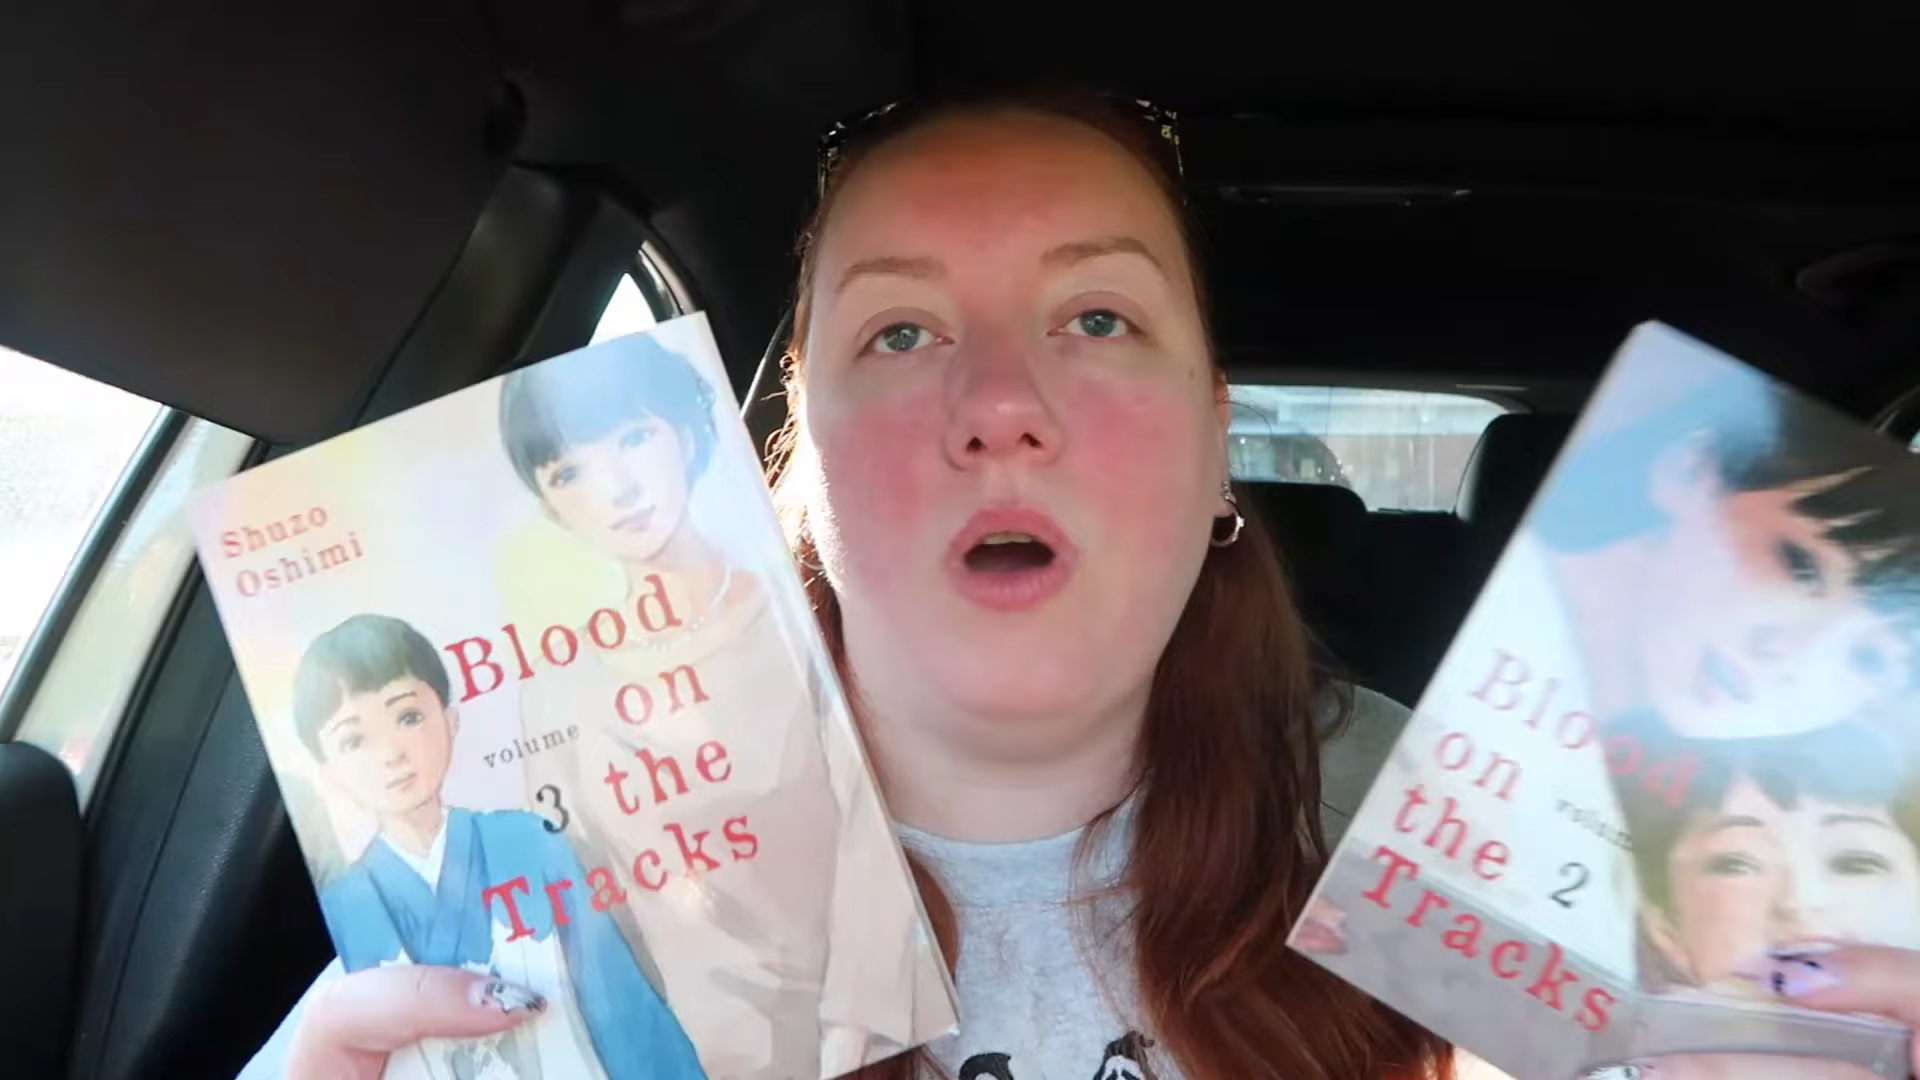 Shuzo
Oshimi
Blood
on
the
Tracks
volume
3
Blood
on
the
Tracks
2